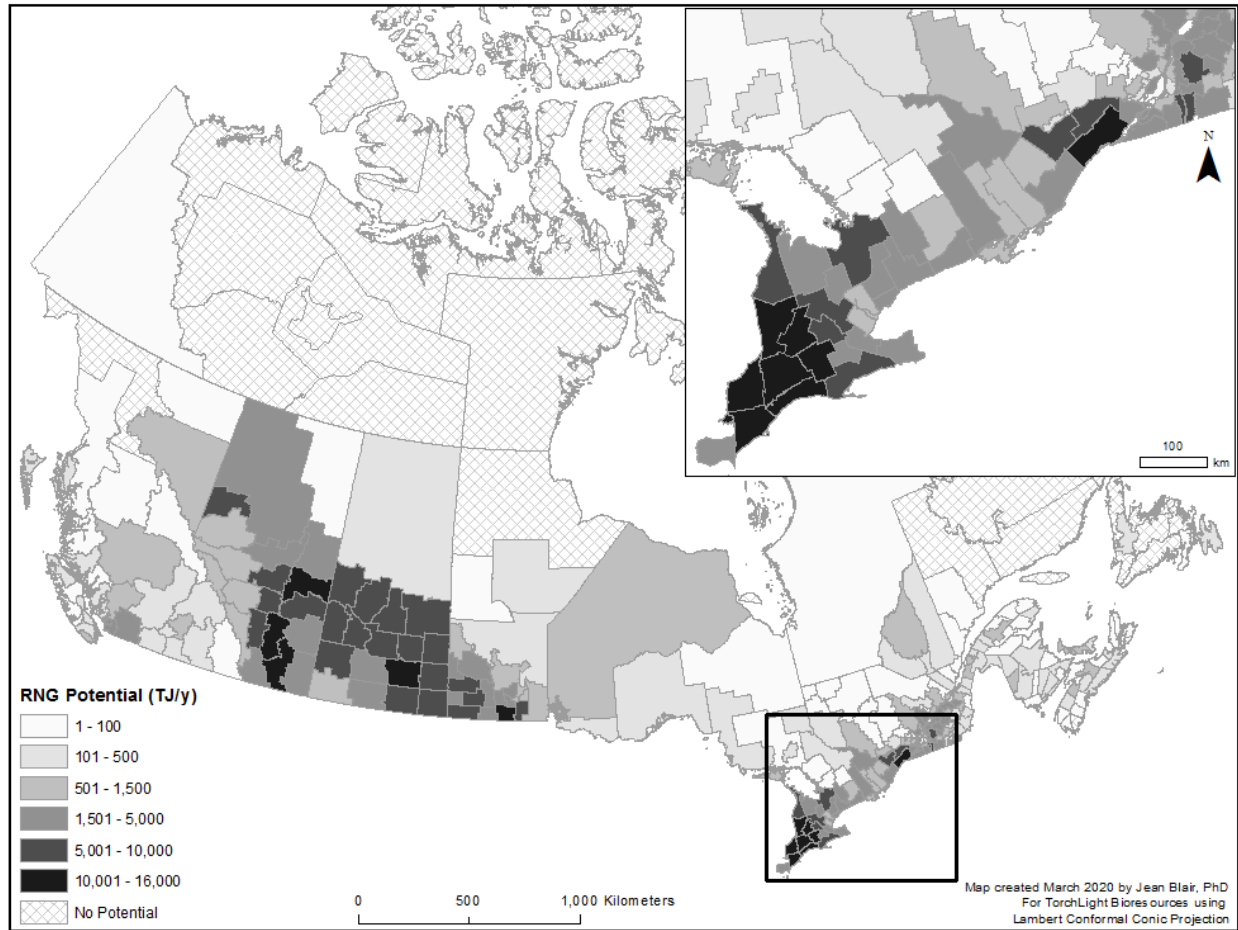 N
100
km
RNG Potential (TJ/y)
1 - 100
101 - 500
501 - 1,500
1,501 - 5,000
5,001 - 10,000
10,001 - 16,000
No Potential
0 500 1,000 Kilometers
Map created March 2020 by Jean Blair, PhD
For TorchLight Bioresources using
Lambert Conformal Conic Projection